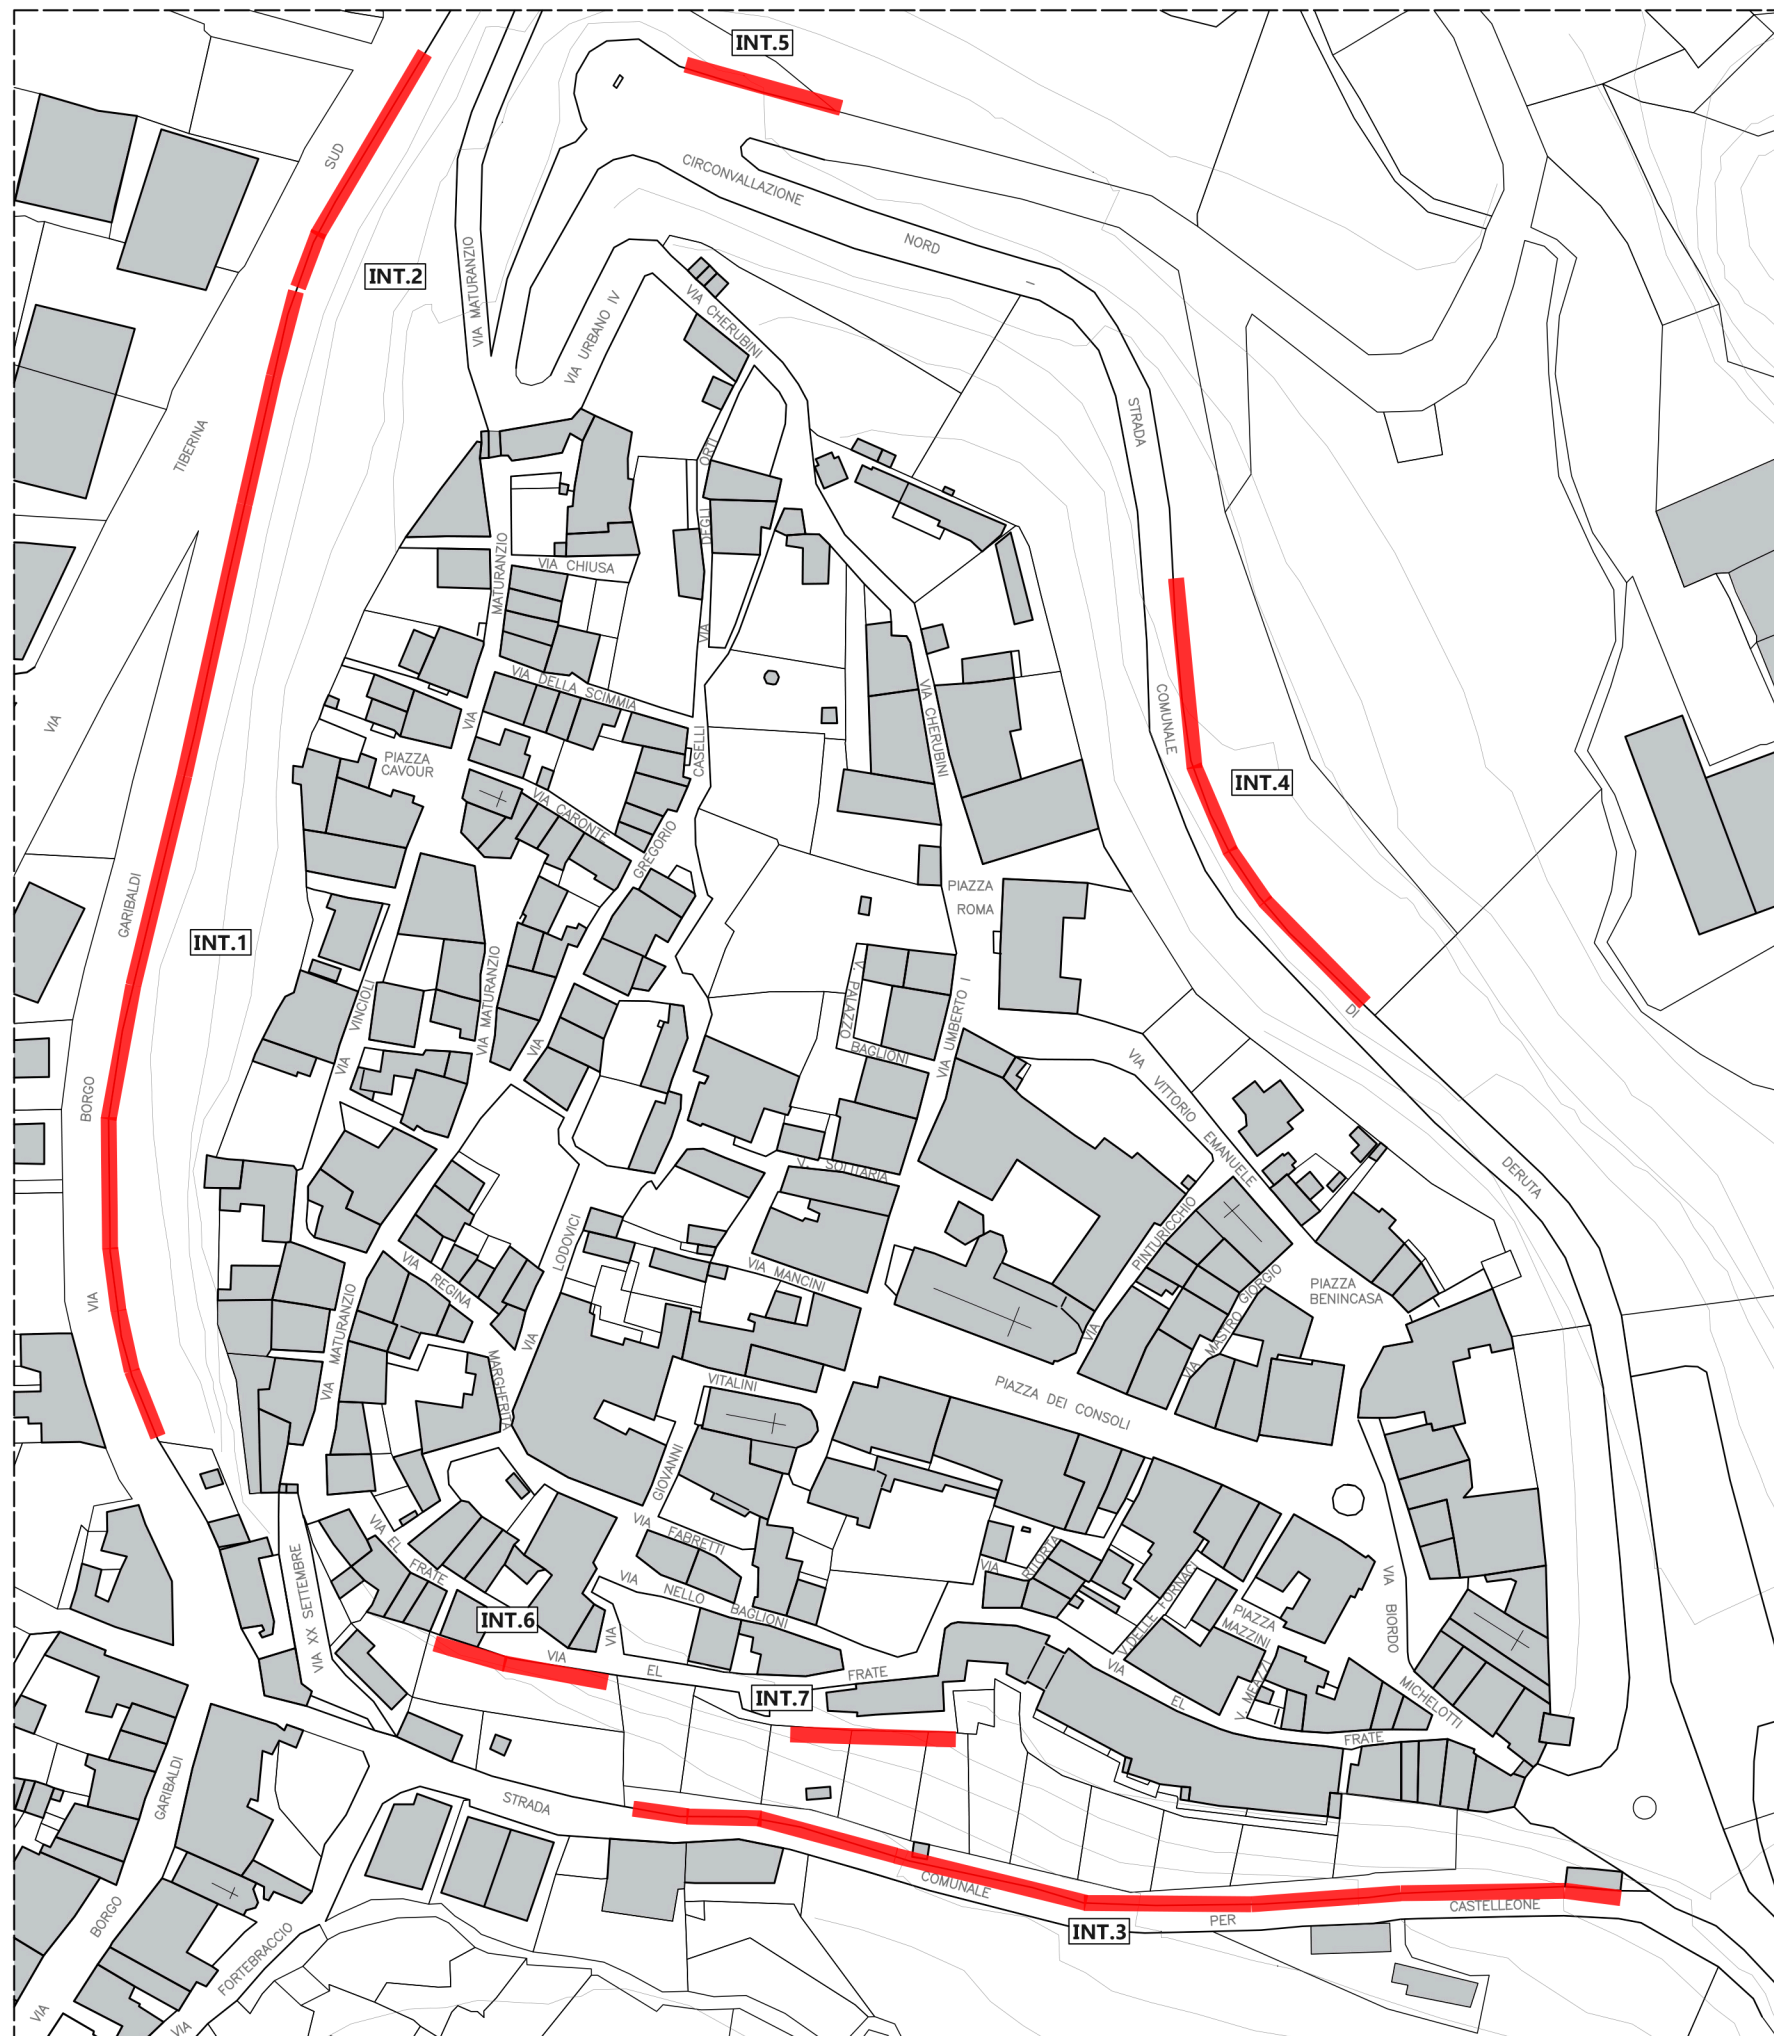 INT.5
SUD
CIRCONVALLAZIONE
NORD
–
INT.2
VIA MATURANZIO
VIA URBANO IV
VIA CHERUBINI
STRADA
TIBERINA
ORTI
DEGLI
VIA
VIA CHIUSA
MATURANZIO
VIA
VIA DELLA SCIMMIA
VIA
PIAZZA
CAVOUR
CASELLI
VIA CHERUBINI
COMUNALE
INT.4
VIA CARONTE
GREGORIO
GARIBALDI
INT.1
PIAZZA
ROMA
VINCIOLI
VIA
VIA MATURANZIO
VIA
V. PALAZZO
BAGLIONI
VIA UMBERTO I
DI
BORGO
VIA
VIA VITTORIO EMANUELE
DERUTA
V. SOLITARIA
LODOVICI
VIA
VIA REGINA
MARGHERITA
VIA MANCINI
PINTURICCHIO
VIA
VIA MASTRO GIORGIO
PIAZZA
BENINCASA
VIA MATURANZIO
VITALINI
GIOVANNI
PIAZZA DEI CONSOLI
VIA FABRETTI
VIA EL FRATE
VIA XX SETTEMBRE
VIA NELLO BAGLIONI
VIA
VIA
RITORTA
V.DELLE FORNACI
PIAZZA
MAZZINI
VIA BIORDO
MICHELOTTI
INT.6
VIA EL FRATE
INT.7
VIA EL FRATE
V. MEAZZI
GARIBALDI
BORGO
VIA
STRADA
COMUNALE
PER
CASTELLEONE
INT.3
FORTEBRACCIO
VIA